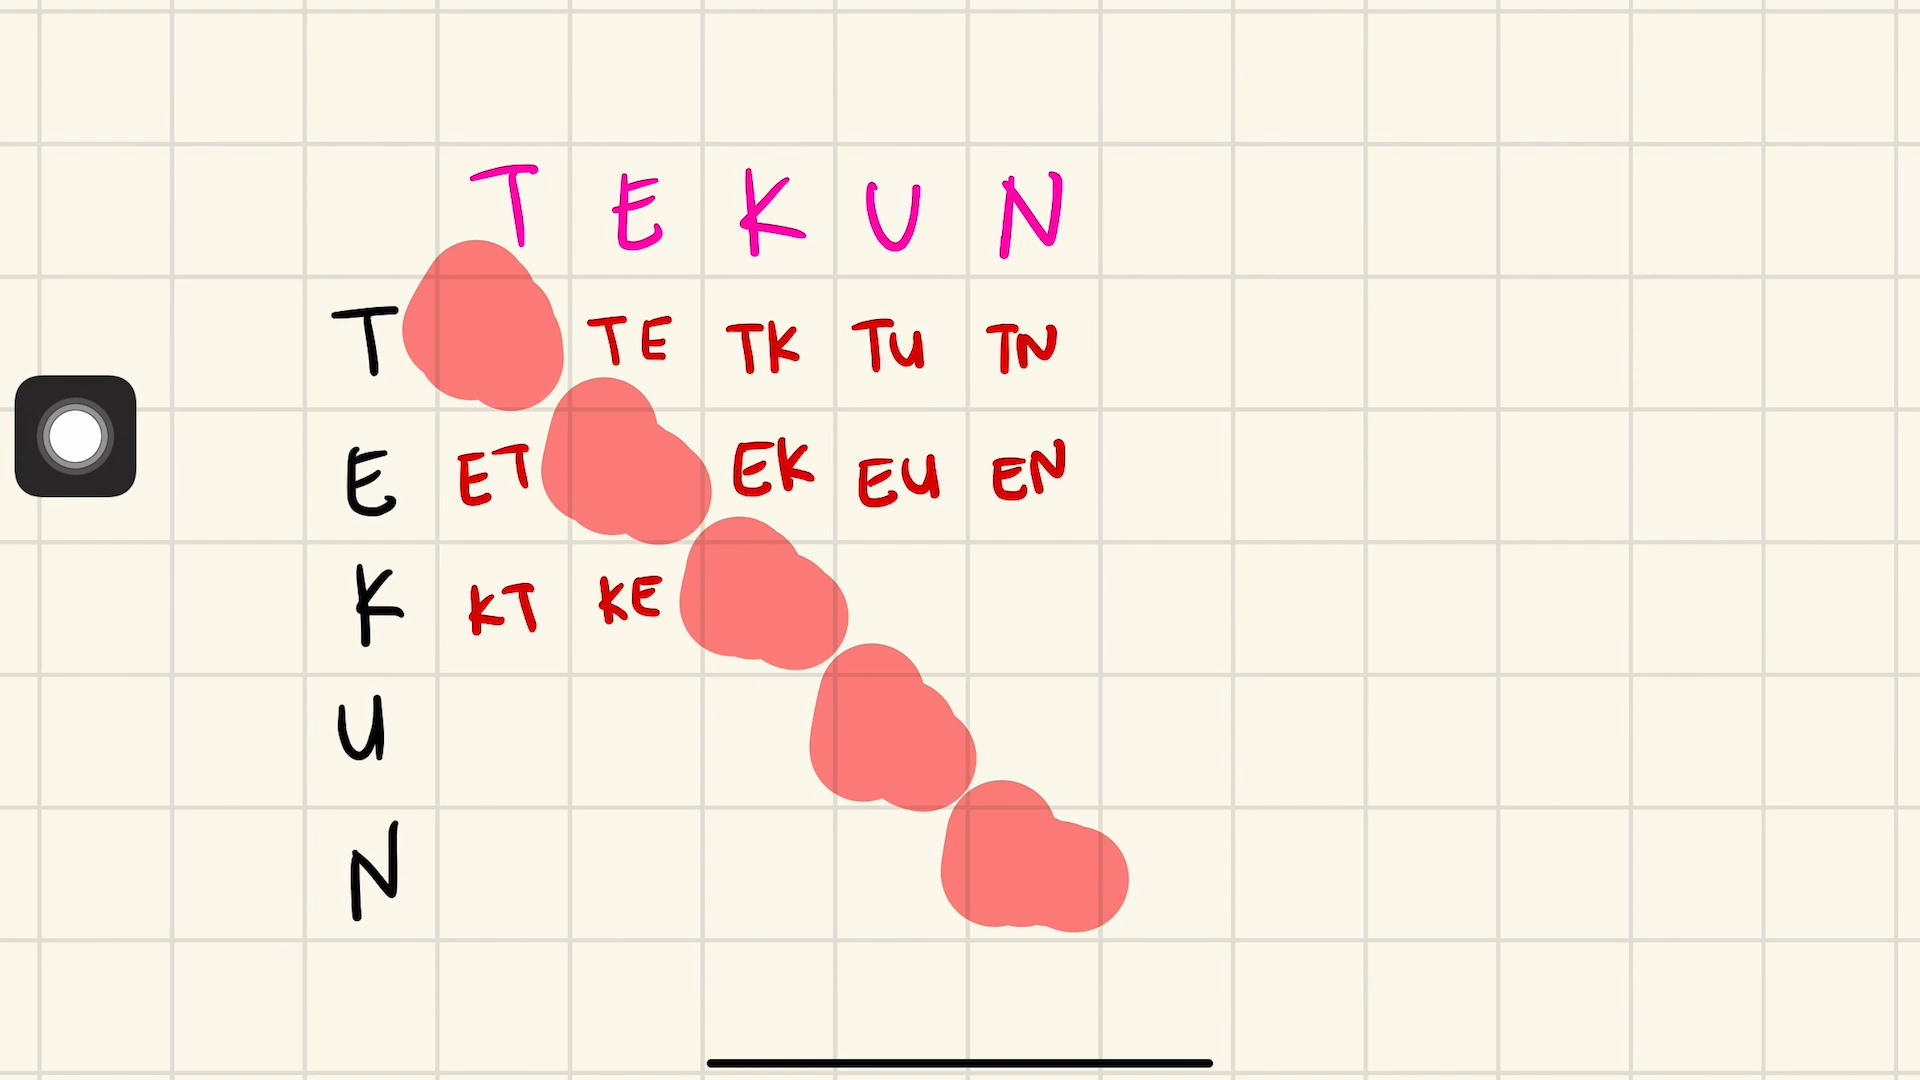 T E K U N
T TE TK TU TN
E ET EK EU EN
K KT KE
U
N